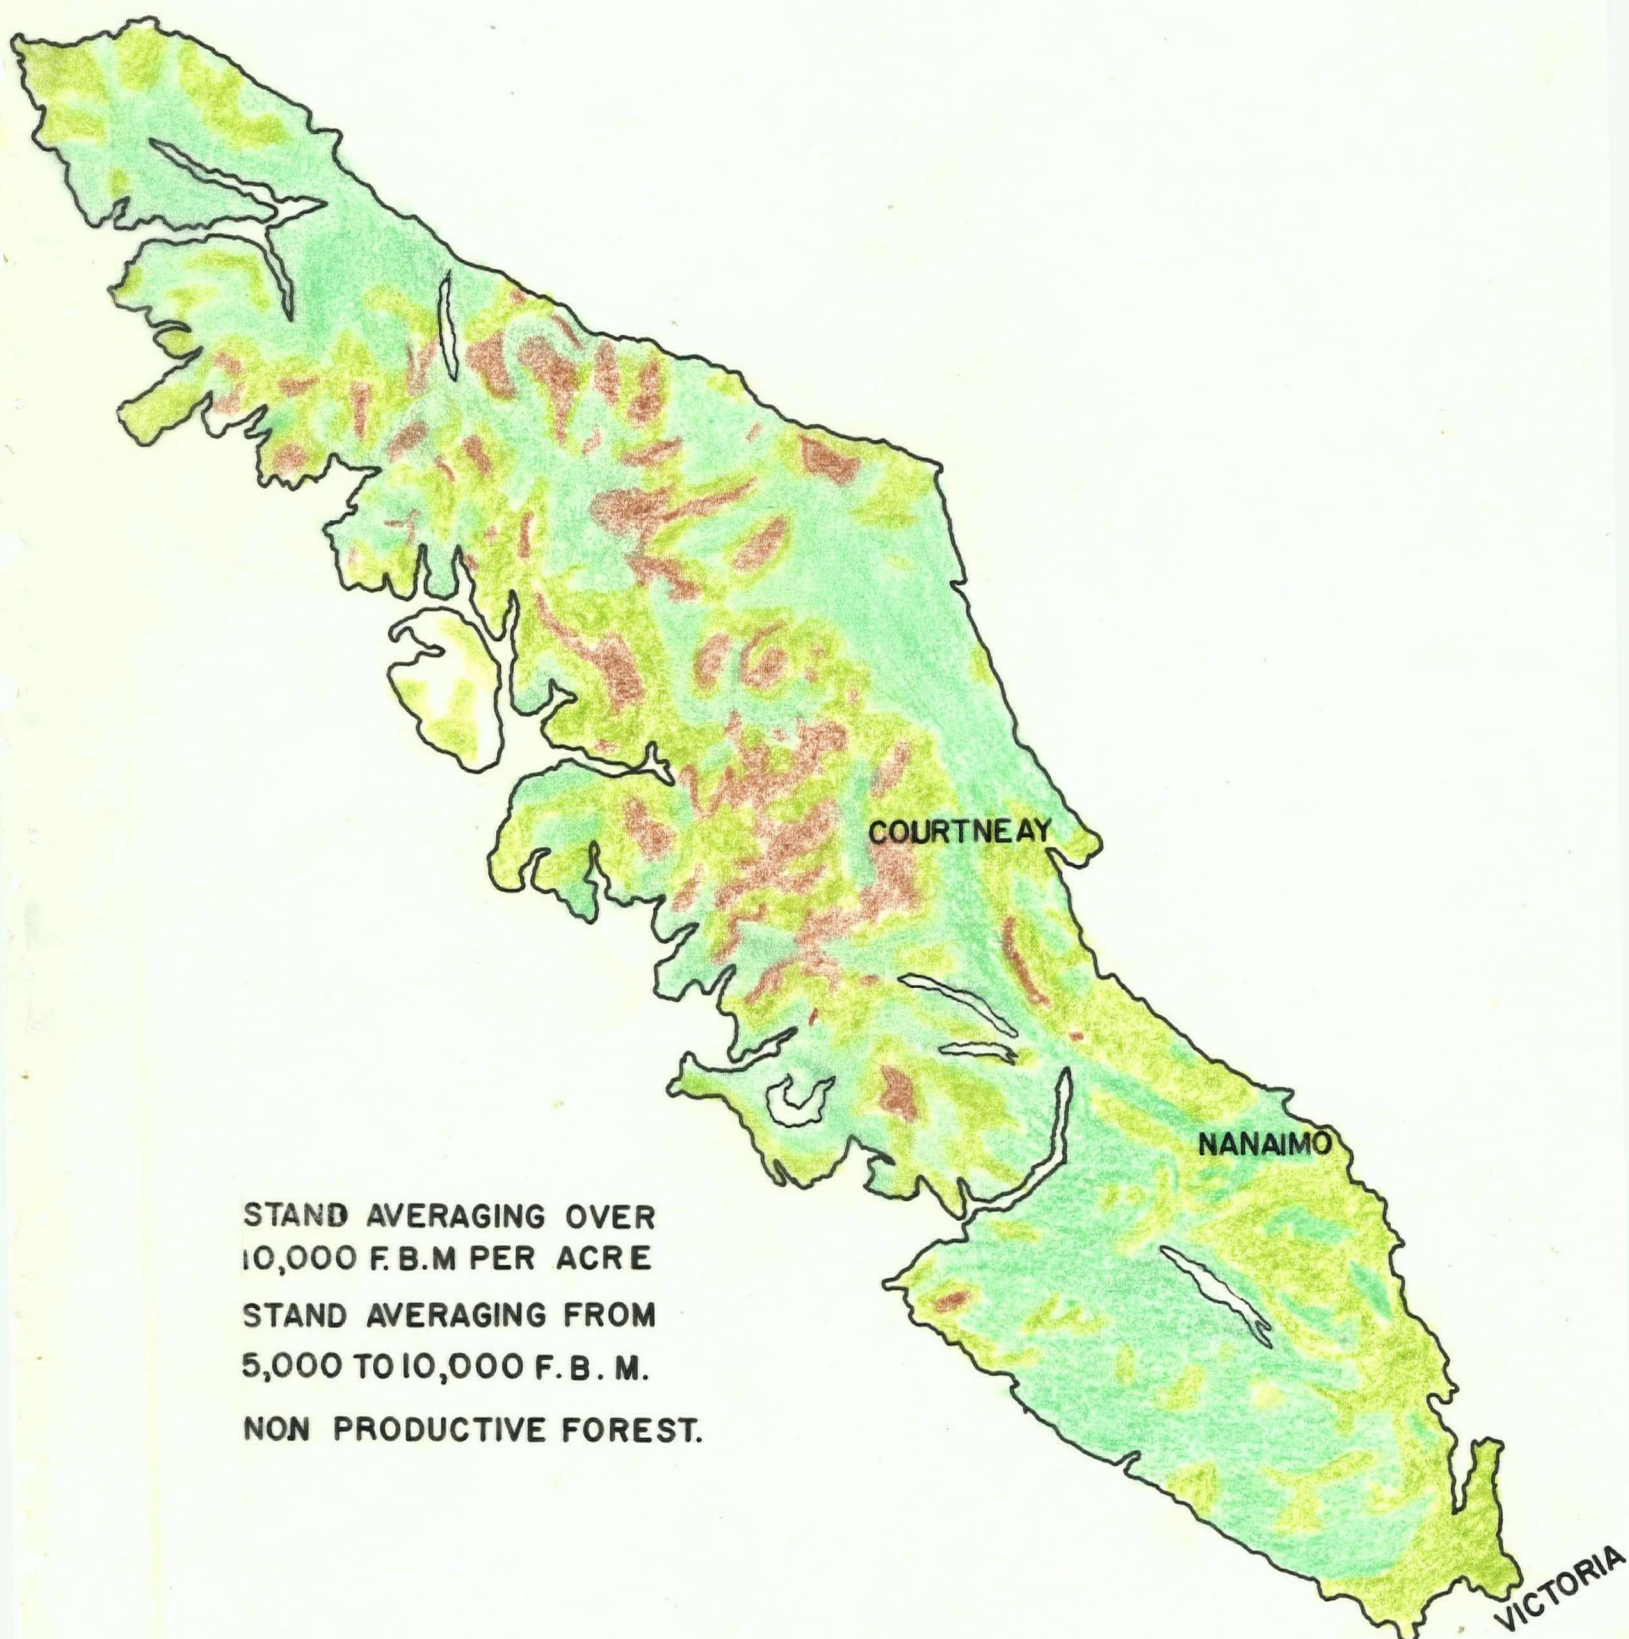 COURTNEAY
NANAIMO
STAND AVERAGING OVER
10,000 F.B.M PER ACRE
STAND AVERAGING FROM
5,000 TO 10,000 F.B.M.
NON PRODUCTIVE FOREST.
VICTORIA